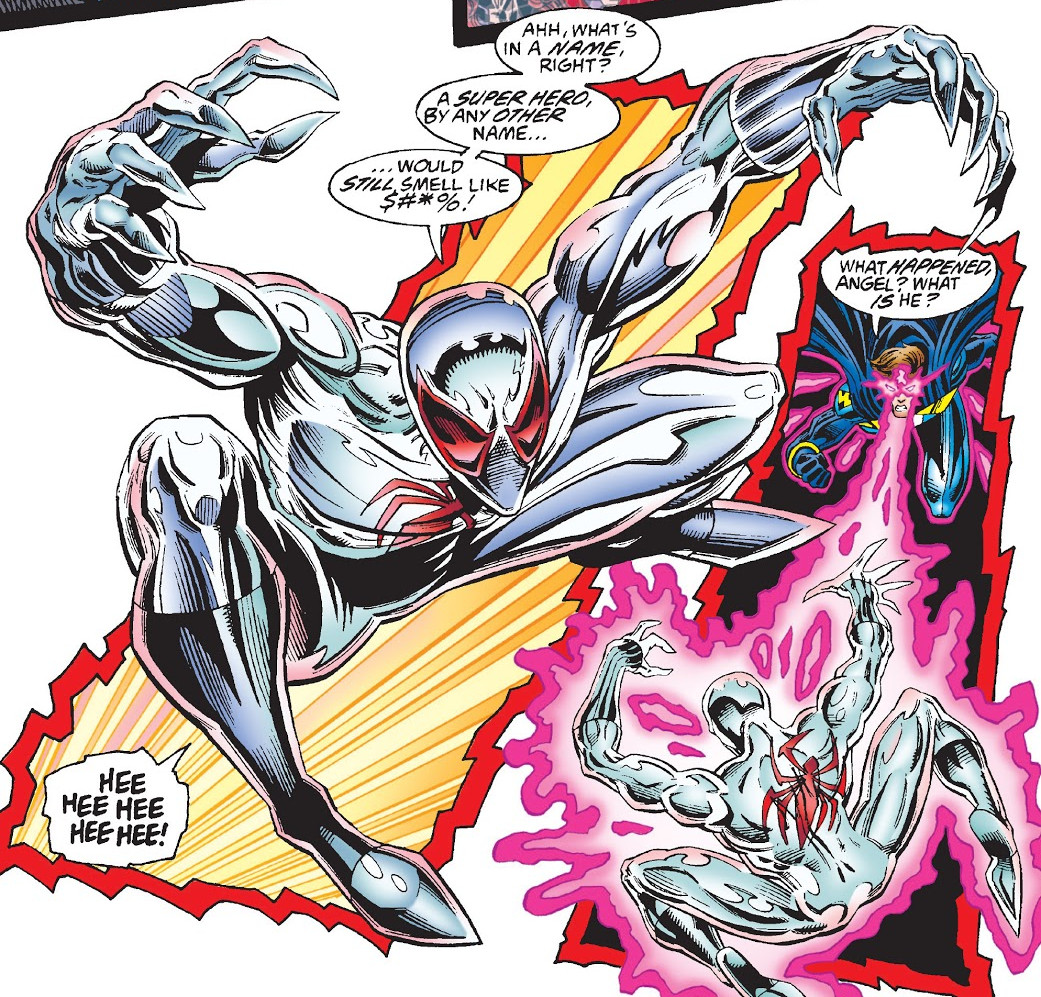 AHH, WHAT'S
IN A NAME,
RIGHT?
A SUPER HERO,
BY ANY OTHER
NAME...
...WOULD
STILL SMELL LIKE
$#*%!
WHAT HAPPENED,
ANGEL? WHAT
IS HE?
HEE
HEE HEE
HEE HEE!